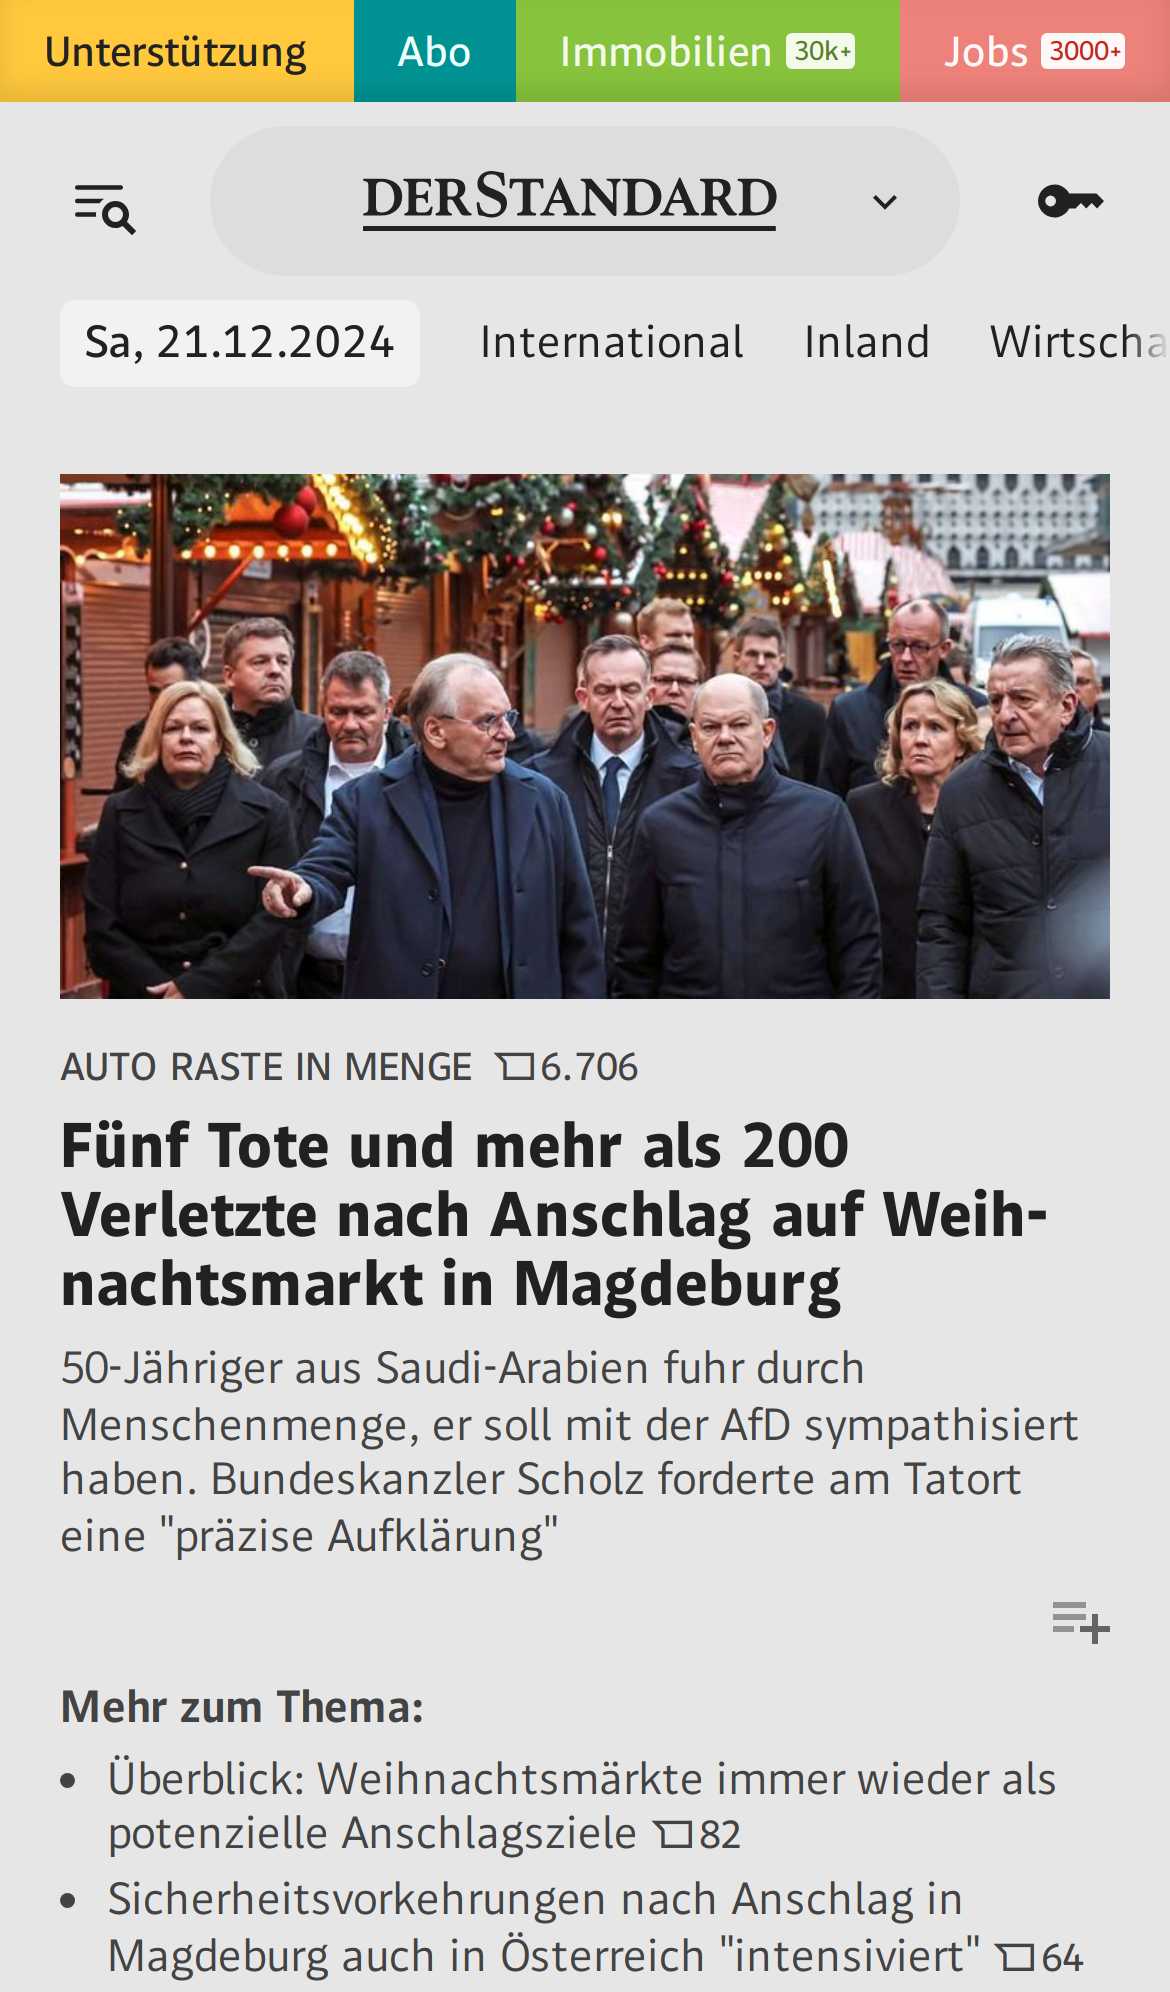 Unterstützung Abo Immobilien 30k+ Jobs 3000+
DERSTANDARD
Sa, 21.12.2024 International Inland Wirtscha
AUTO RASTE IN MENGE 6.706
Fünf Tote und mehr als 200
Verletzte nach Anschlag auf Weih-
nachtsmarkt in Magdeburg
50-Jähriger aus Saudi-Arabien fuhr durch
Menschenmenge, er soll mit der AfD sympathisiert
haben. Bundeskanzler Scholz forderte am Tatort
eine "präzise Aufklärung"
Mehr zum Thema:
• Überblick: Weihnachtsmärkte immer wieder als
potenzielle Anschlagsziele 82
• Sicherheitsvorkehrungen nach Anschlag in
Magdeburg auch in Österreich "intensiviert" 64